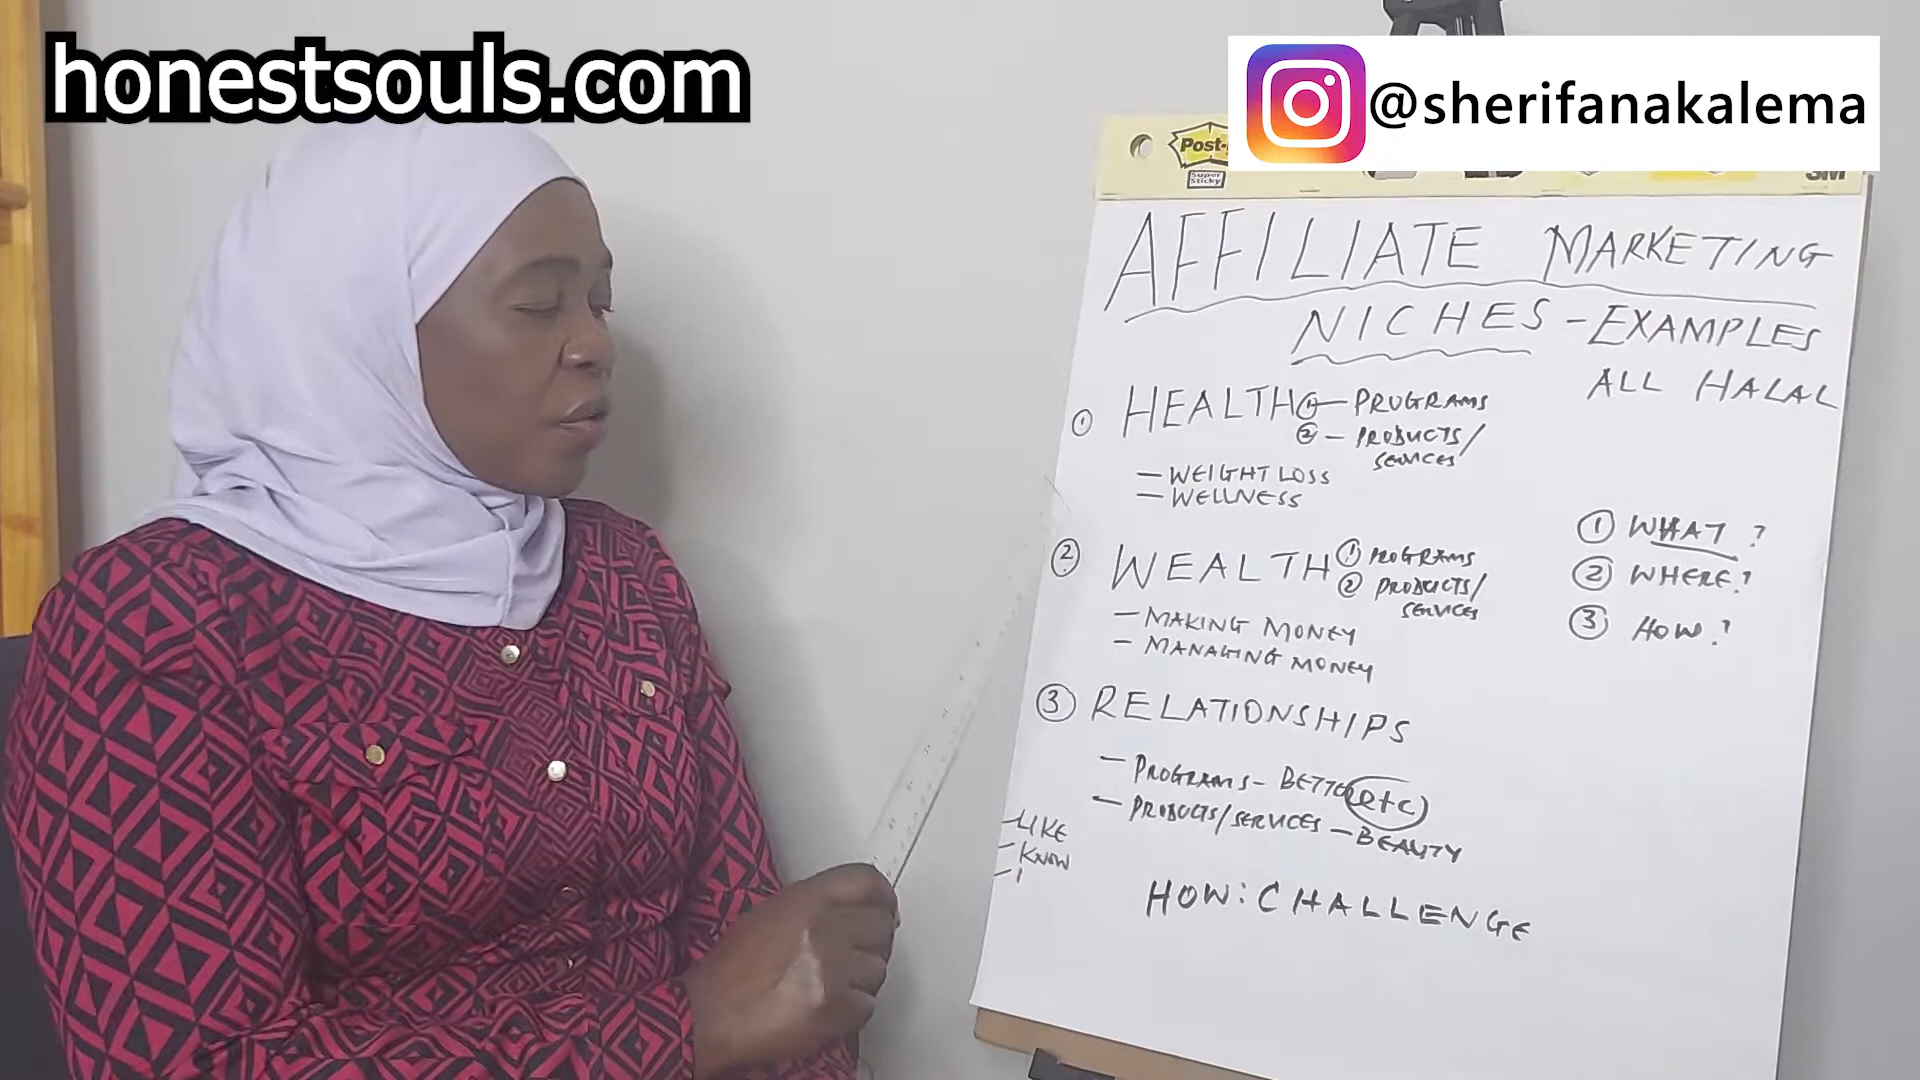 honestsouls.com
@sherifanakalema
Post-
Super
Sticky
3M
AFFILIATE MARKETING
NICHES - EXAMPLES
ALL HALAL
① HEALTH ① — PROGRAMS
② — PRODUCTS/
SERVICES
— WEIGHT LOSS
— WELLNESS
② WEALTH ① PROGRAMS
② PRODUCTS/
SERVICES
— MAKING MONEY
— MANAGING MONEY
① WHAT ?
② WHERE ?
③ HOW ?
③ RELATIONSHIPS
— PROGRAMS - BETTER etc
— PRODUCTS/SERVICES — BEAUTY
— LIKE
— KNOW
HOW: CHALLENGE